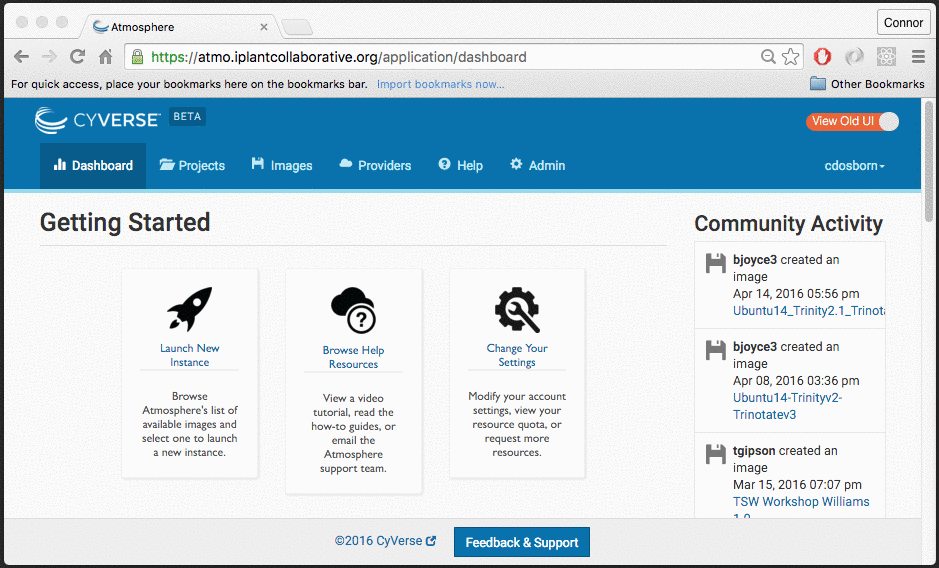 Atmosphere
Connor
https://atmo.iplantcollaborative.org/application/dashboard
For quick access, place your bookmarks here on the bookmarks bar. Import bookmarks now...
Other Bookmarks
CYVERSE BETA
View Old UI
Dashboard Projects Images Providers Help Admin
cdosborn
Getting Started
Launch New
Instance
Browse
Atmosphere's list of
available images and
select one to launch
a new instance.
Browse Help
Resources
View a video
tutorial, read the
how-to guides, or
email the
Atmosphere
support team.
Change Your
Settings
Modify your account
settings, view your
resource quota, or
request more
resources.
Community Activity
bjoyce3 created an
image
Apr 14, 2016 05:56 pm
Ubuntu14_Trinity2.1_Trinota
bjoyce3 created an
image
Apr 08, 2016 03:36 pm
Ubuntu14-Trinityv2-
Trinotatev3
tgipson created an
image
Mar 15, 2016 07:07 pm
TSW Workshop Williams
1.0
©2016 CyVerse
Feedback & Support